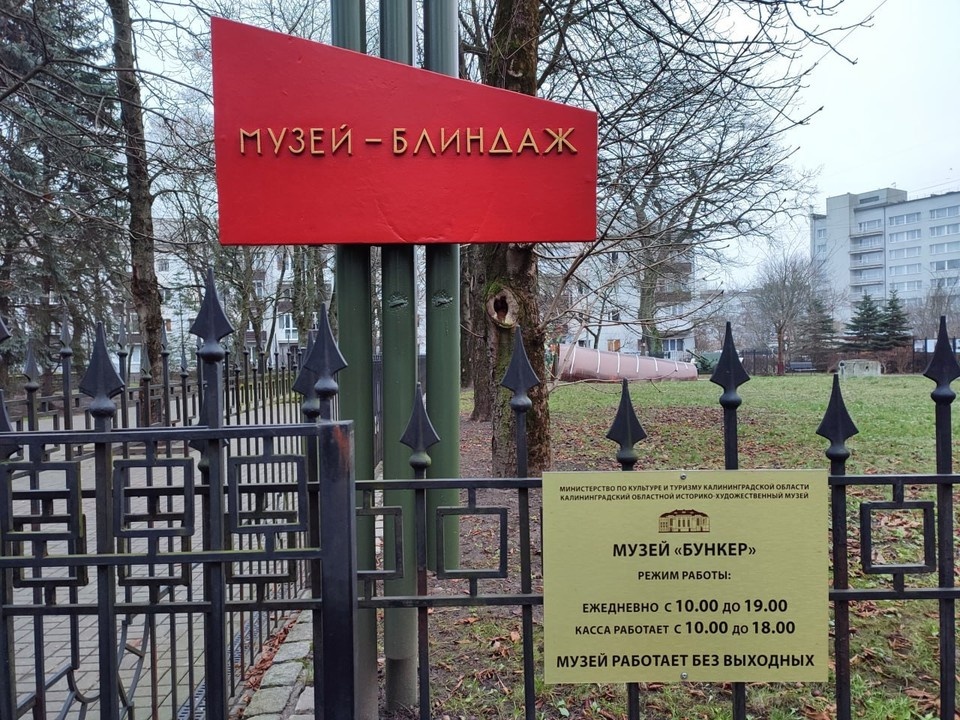 МУЗЕЙ – БЛИНДАЖ
МИНИСТЕРСТВО ПО КУЛЬТУРЕ И ТУРИЗМУ КАЛИНИНГРАДСКОЙ ОБЛАСТИ
КАЛИНИНГРАДСКИЙ ОБЛАСТНОЙ ИСТОРИКО-ХУДОЖЕСТВЕННЫЙ МУЗЕЙ
МУЗЕЙ «БУНКЕР»
РЕЖИМ РАБОТЫ:
ЕЖЕДНЕВНО С 10.00 ДО 19.00
КАССА РАБОТАЕТ С 10.00 ДО 18.00
МУЗЕЙ РАБОТАЕТ БЕЗ ВЫХОДНЫХ